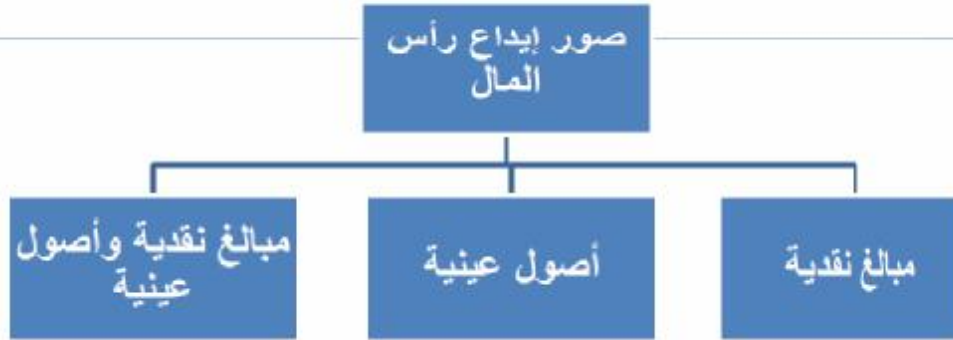 صور إيداع رأس
المال
مبالغ نقدية
أصول عينية
مبالغ نقدية وأصول
عينية